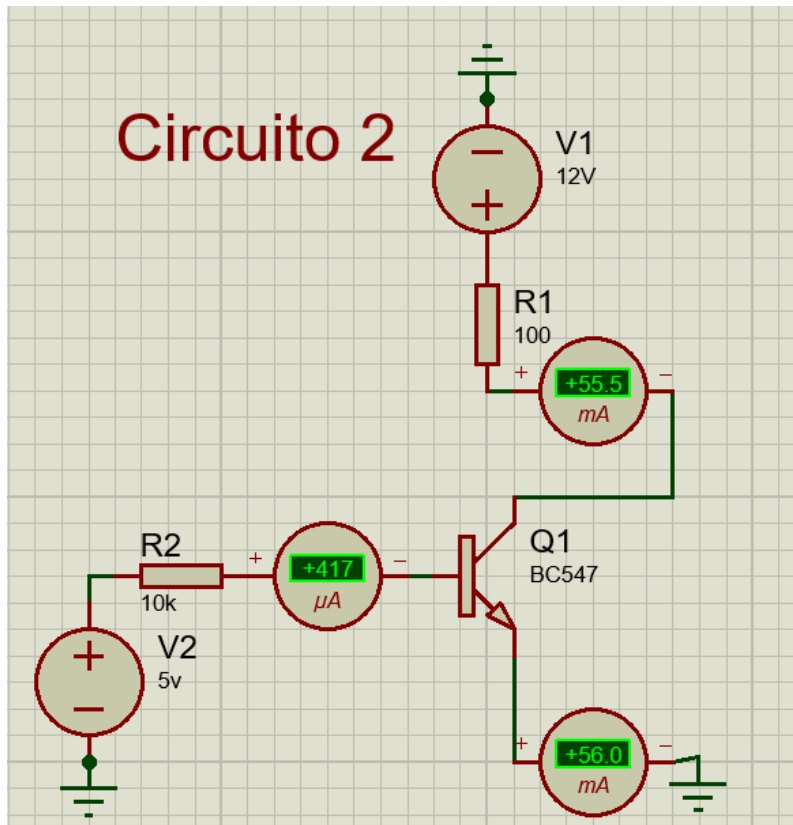 Circuito 2
V1
12V
R1
100
+ −
+55.5
mA
R2
10k
+ −
+417
µA
Q1
BC547
V2
5v
+ −
+56.0
mA